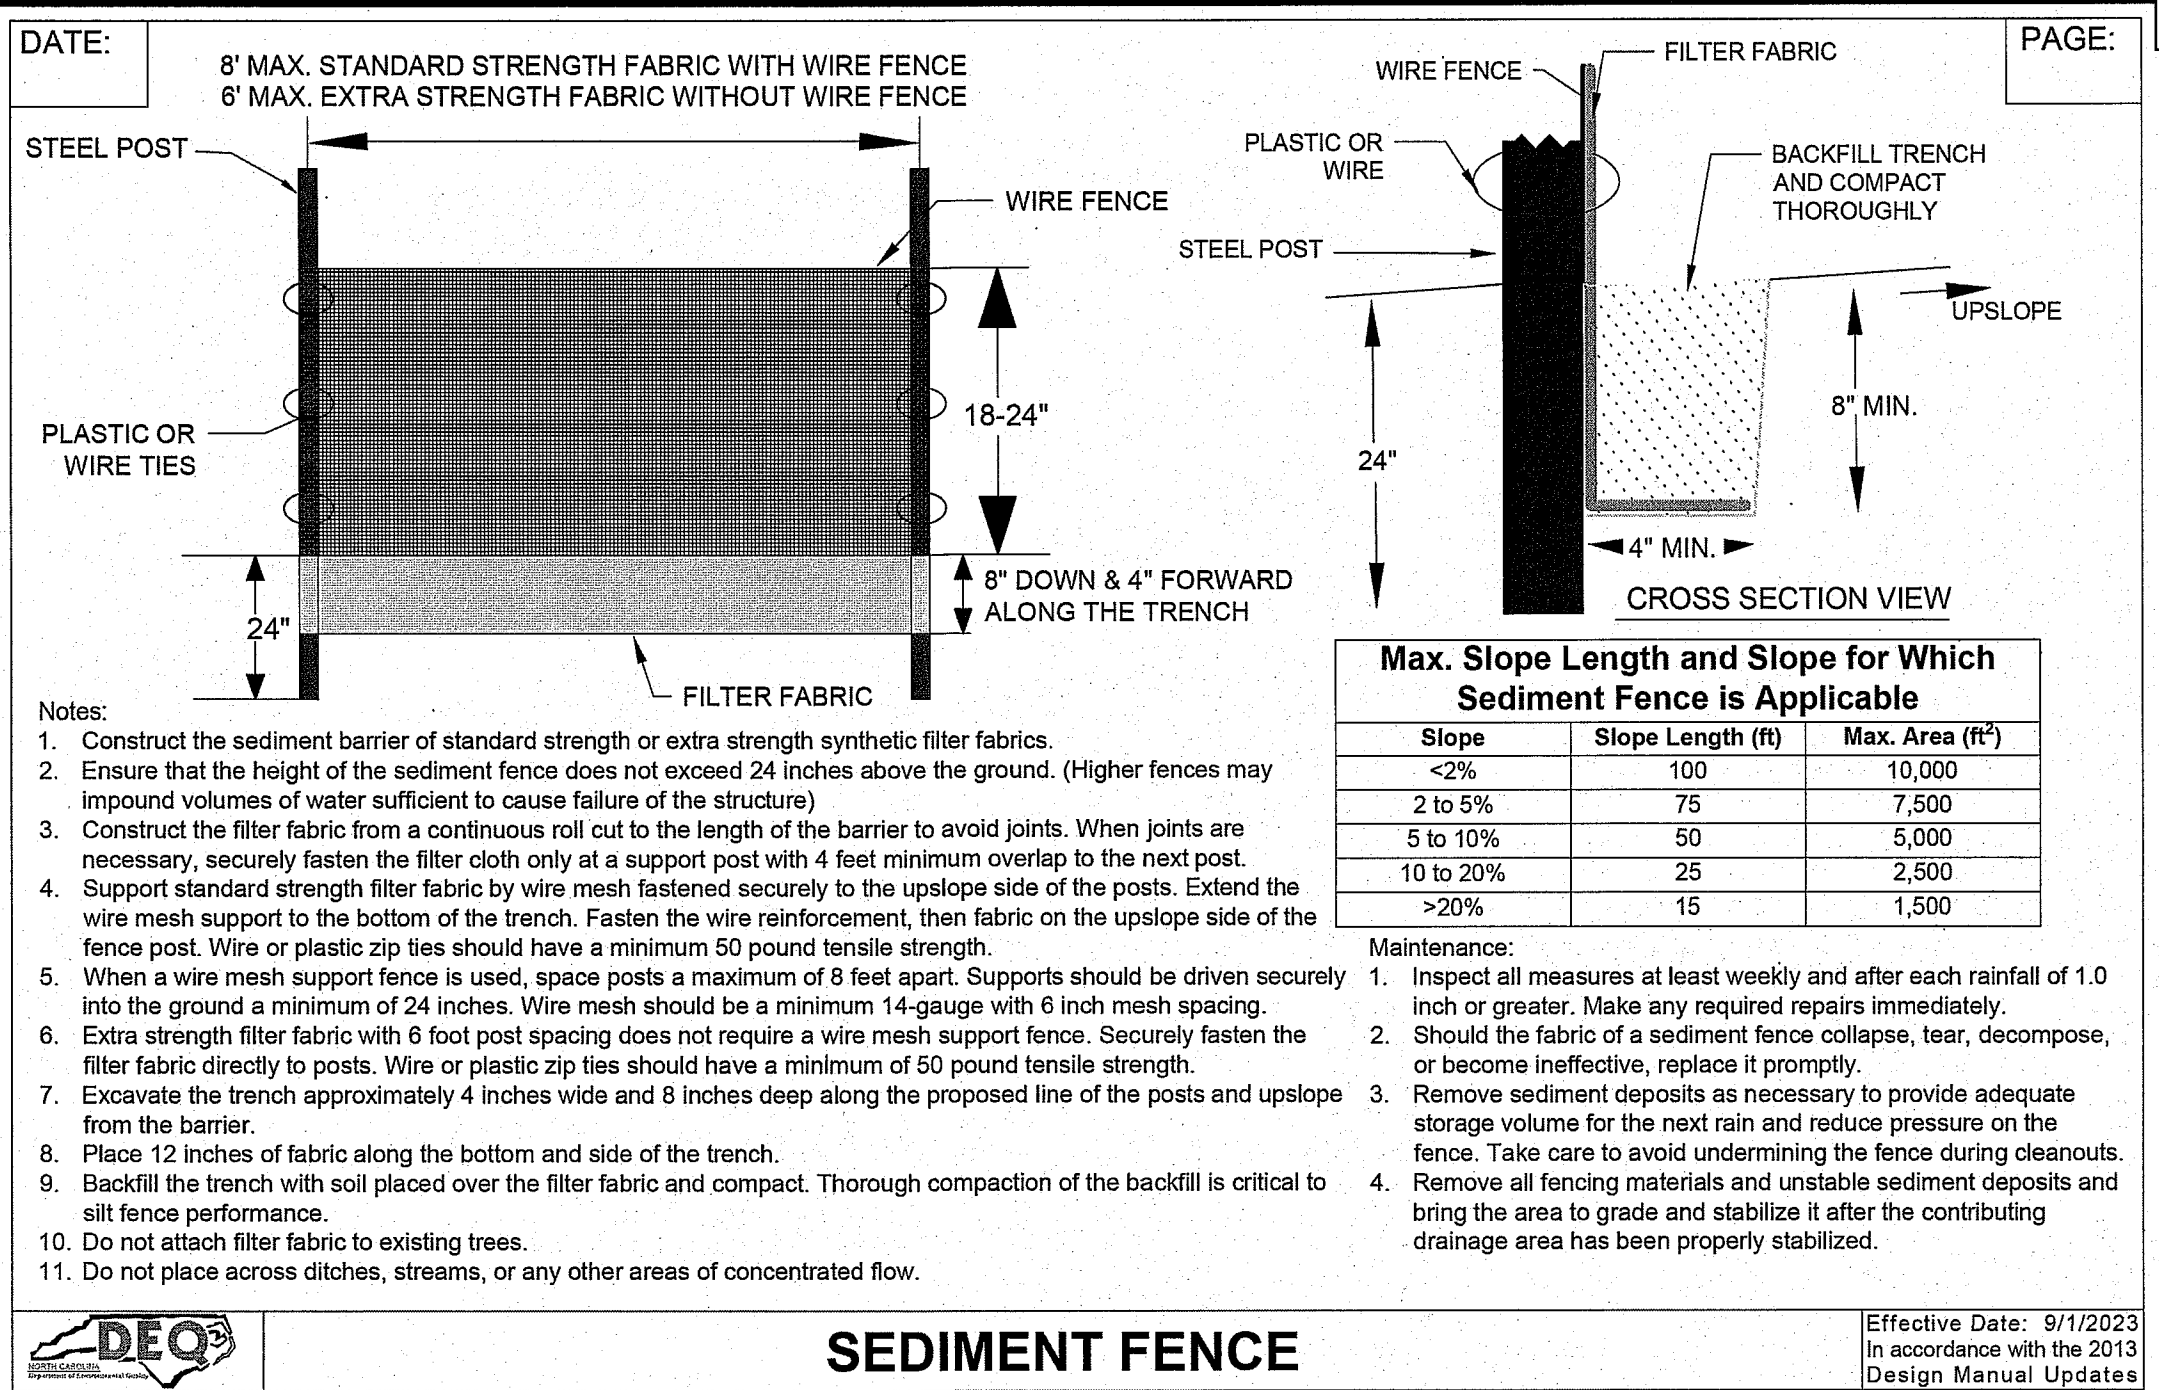 DATE:
PAGE:
8' MAX. STANDARD STRENGTH FABRIC WITH WIRE FENCE
6' MAX. EXTRA STRENGTH FABRIC WITHOUT WIRE FENCE
STEEL POST
WIRE FENCE
18-24"
PLASTIC OR
WIRE TIES
24"
8" DOWN & 4" FORWARD
ALONG THE TRENCH
FILTER FABRIC
WIRE FENCE
FILTER FABRIC
PLASTIC OR
WIRE
BACKFILL TRENCH
AND COMPACT
THOROUGHLY
STEEL POST
UPSLOPE
24"
8" MIN.
4" MIN.
CROSS SECTION VIEW
Max. Slope Length and Slope for Which
Sediment Fence is Applicable
Slope Slope Length (ft) Max. Area (ft²)
<2% 100 10,000
2 to 5% 75 7,500
5 to 10% 50 5,000
10 to 20% 25 2,500
>20% 15 1,500
Notes:
1. Construct the sediment barrier of standard strength or extra strength synthetic filter fabrics.
2. Ensure that the height of the sediment fence does not exceed 24 inches above the ground. (Higher fences may
impound volumes of water sufficient to cause failure of the structure)
3. Construct the filter fabric from a continuous roll cut to the length of the barrier to avoid joints. When joints are
necessary, securely fasten the filter cloth only at a support post with 4 feet minimum overlap to the next post.
4. Support standard strength filter fabric by wire mesh fastened securely to the upslope side of the posts. Extend the
wire mesh support to the bottom of the trench. Fasten the wire reinforcement, then fabric on the upslope side of the
fence post. Wire or plastic zip ties should have a minimum 50 pound tensile strength.
5. When a wire mesh support fence is used, space posts a maximum of 8 feet apart. Supports should be driven securely
into the ground a minimum of 24 inches. Wire mesh should be a minimum 14-gauge with 6 inch mesh spacing.
6. Extra strength filter fabric with 6 foot post spacing does not require a wire mesh support fence. Securely fasten the
filter fabric directly to posts. Wire or plastic zip ties should have a minimum of 50 pound tensile strength.
7. Excavate the trench approximately 4 inches wide and 8 inches deep along the proposed line of the posts and upslope
from the barrier.
8. Place 12 inches of fabric along the bottom and side of the trench.
9. Backfill the trench with soil placed over the filter fabric and compact. Thorough compaction of the backfill is critical to
silt fence performance.
10. Do not attach filter fabric to existing trees.
11. Do not place across ditches, streams, or any other areas of concentrated flow.
Maintenance:
1. Inspect all measures at least weekly and after each rainfall of 1.0
inch or greater. Make any required repairs immediately.
2. Should the fabric of a sediment fence collapse, tear, decompose,
or become ineffective, replace it promptly.
3. Remove sediment deposits as necessary to provide adequate
storage volume for the next rain and reduce pressure on the
fence. Take care to avoid undermining the fence during cleanouts.
4. Remove all fencing materials and unstable sediment deposits and
bring the area to grade and stabilize it after the contributing
drainage area has been properly stabilized.
DEQ
NORTH CAROLINA
Department of Environmental Quality
SEDIMENT FENCE
Effective Date: 9/1/2023
In accordance with the 2013
Design Manual Updates